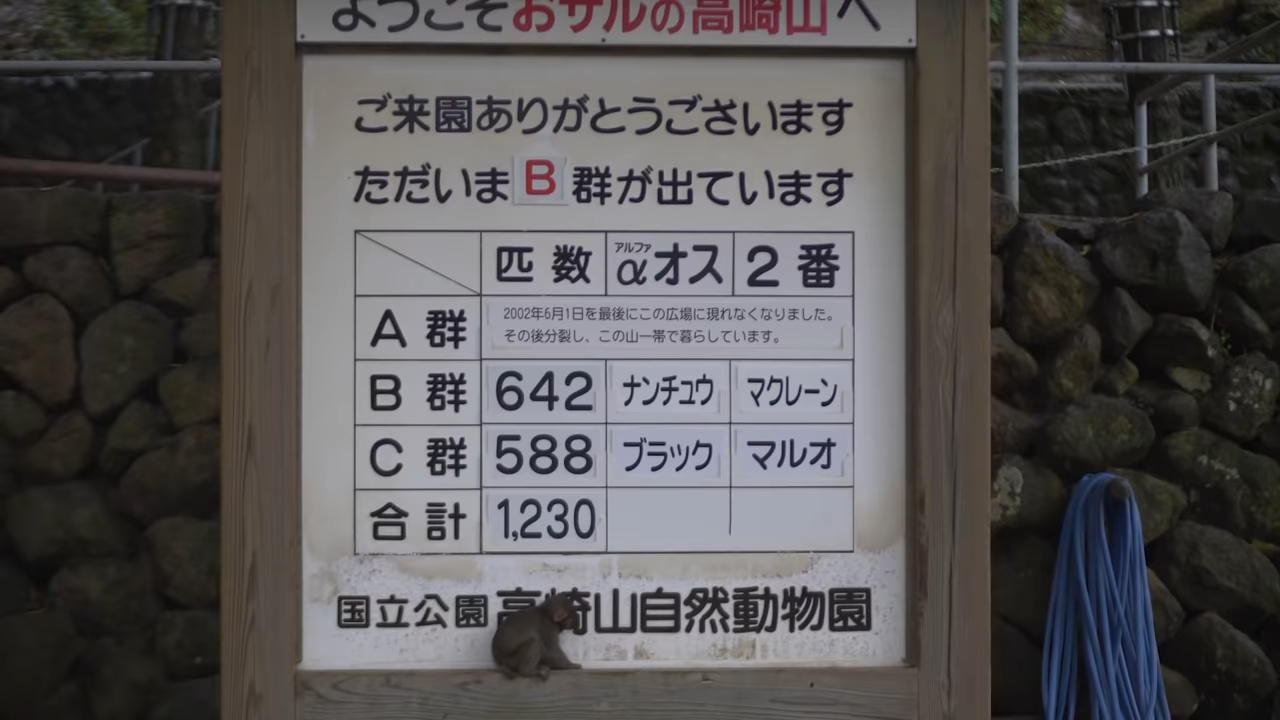 ようこそおサルの高崎山へ
ご来園ありがとうございます
ただいまB群が出ています
匹数 αオス 2番
アルファ
A群 2002年6月1日を最後にこの広場に現れなくなりました。
その後分裂し、この山一帯で暮らしています。
B群 642 ナンチュウ マクレーン
C群 588 ブラック マルオ
合計 1,230
国立公園 高崎山自然動物園